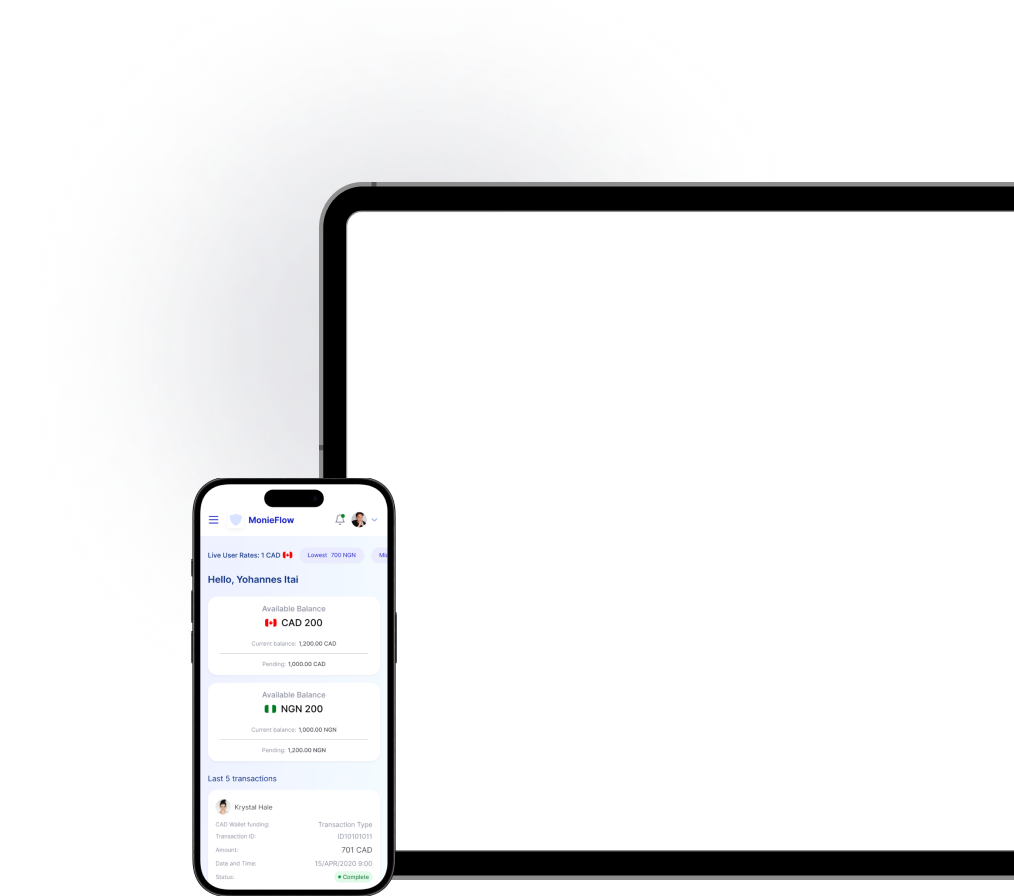 MonieFlow
Live User Rates: 1 CAD Lowest 700 NGN
Hello, Yohannes Itai
Available Balance
CAD 200
Current balance: 1,200.00 CAD
Pending: 1,000.00 CAD
Available Balance
NGN 200
Current balance: 1,000.00 NGN
Pending: 1,200.00 NGN
Last 5 transactions
Krystal Hale
CAD Wallet funding: Transaction Type
Transaction ID: ID10101011
Amount: 701 CAD
Date and Time: 15/APR/2020 9:00
Status: Complete